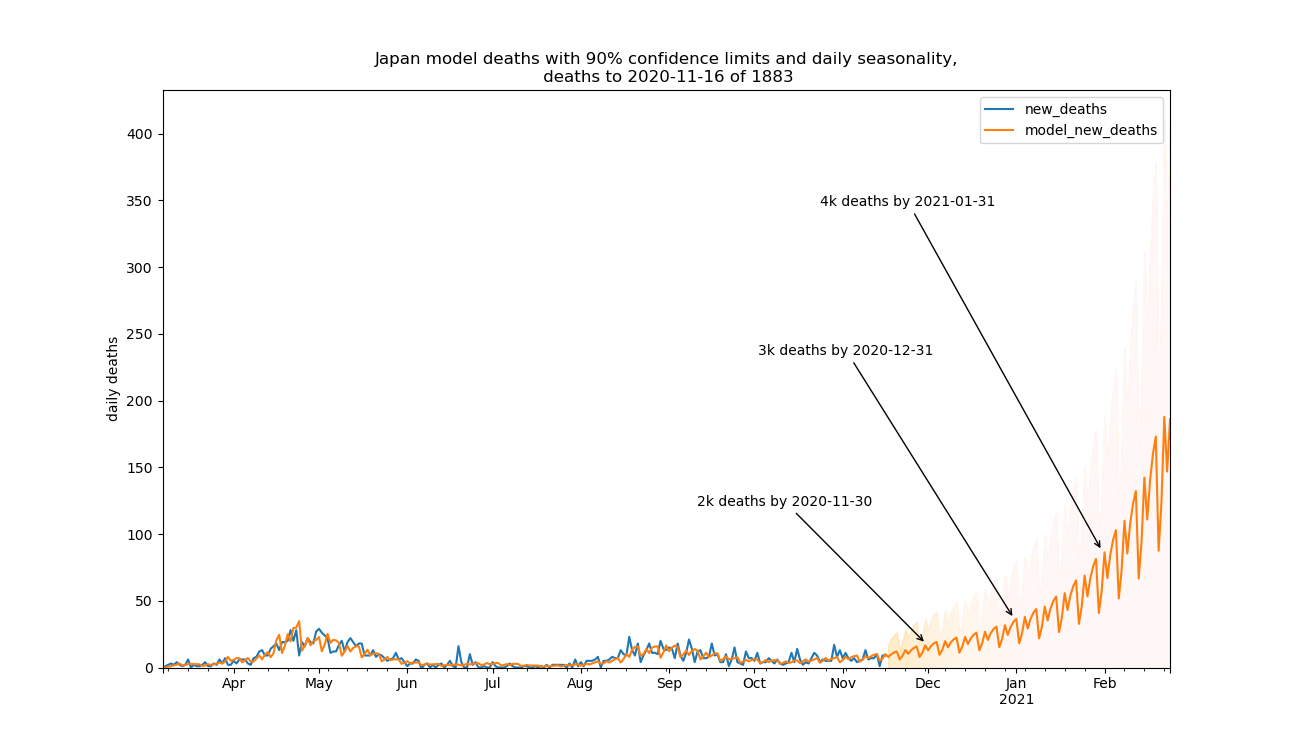 Japan model deaths with 90% confidence limits and daily seasonality,
deaths to 2020-11-16 of 1883
new_deaths
model_new_deaths
400
350
300
250
200
150
100
50
0
daily deaths
4k deaths by 2021-01-31
3k deaths by 2020-12-31
2k deaths by 2020-11-30
Apr May Jun Jul Aug Sep Oct Nov Dec Jan Feb
2021